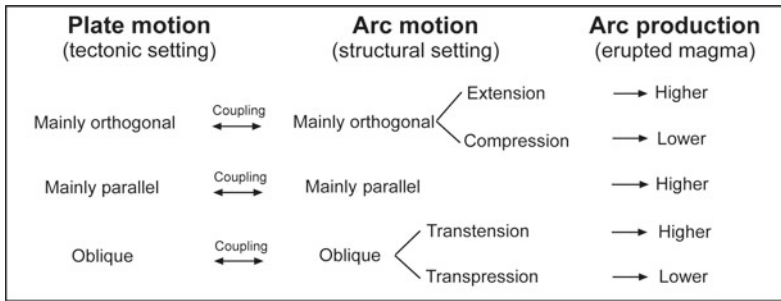 Plate motion Arc motion Arc production
(tectonic setting) (structural setting) (erupted magma)
Extension Higher
Mainly orthogonal Coupling Mainly orthogonal
Compression Lower
Mainly parallel Coupling Mainly parallel Higher
Transtension Higher
Oblique Coupling Oblique
Transpression Lower